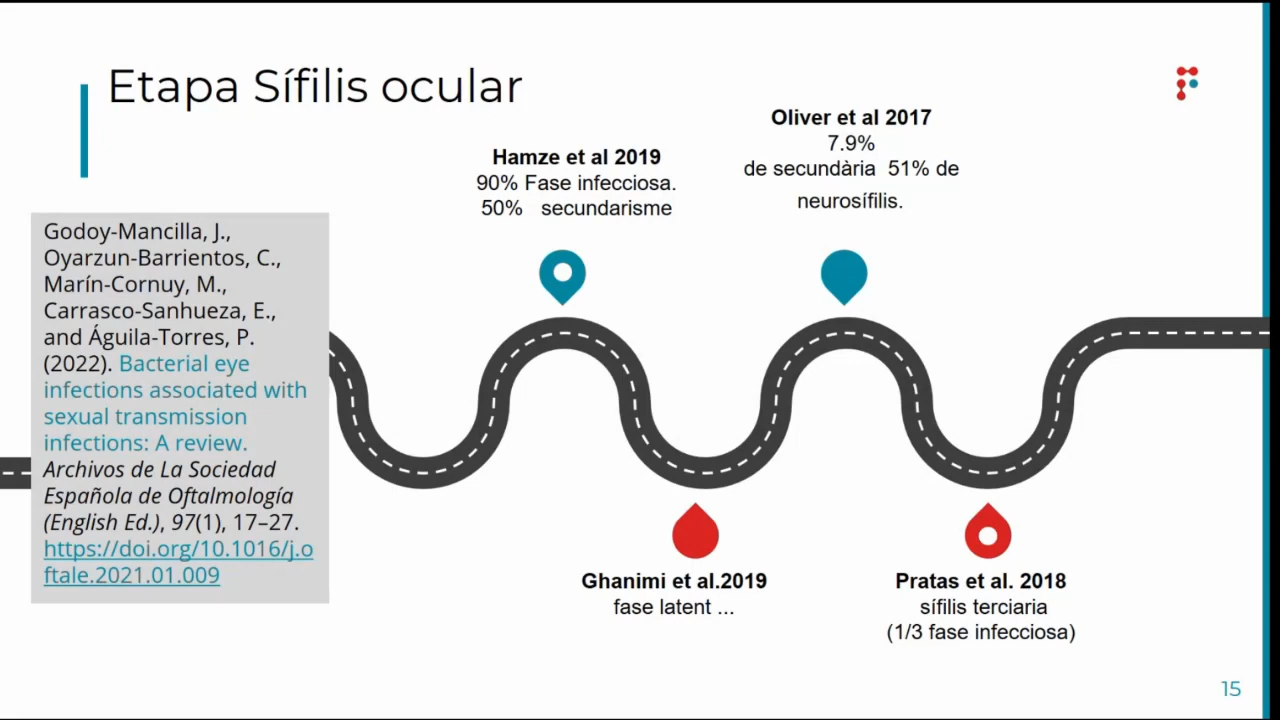 Etapa Sífilis ocular
Hamze et al 2019
90% Fase infecciosa.
50% secundarisme
Oliver et al 2017
7.9%
de secundària 51% de
neurosífilis.
Godoy-Mancilla, J.,
Oyarzun-Barrientos, C.,
Marín-Cornuy, M.,
Carrasco-Sanhueza, E.,
and Águila-Torres, P.
(2022). Bacterial eye
infections associated with
sexual transmission
infections: A review.
Archivos de La Sociedad
Española de Oftalmología
(English Ed.), 97(1), 17–27.
https://doi.org/10.1016/j.o
ftale.2021.01.009
Ghanimi et al.2019
fase latent ...
Pratas et al. 2018
sífilis terciaria
(1/3 fase infecciosa)
15